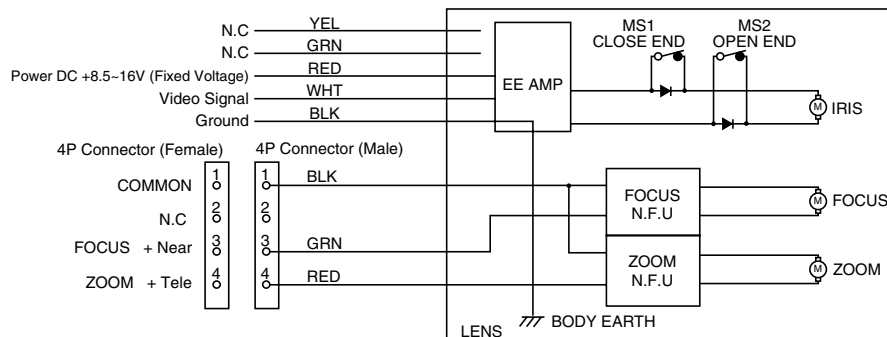 N.C YEL
N.C GRN
Power DC +8.5~16V (Fixed Voltage) RED
Video Signal WHT
Ground BLK
EE AMP
MS1
CLOSE END
MS2
OPEN END
M IRIS
4P Connector (Female)
4P Connector (Male)
COMMON 1 1 BLK
N.C 2 2
FOCUS + Near 3 3 GRN
ZOOM + Tele 4 4 RED
FOCUS
N.F.U
M FOCUS
ZOOM
N.F.U
M ZOOM
BODY EARTH
LENS